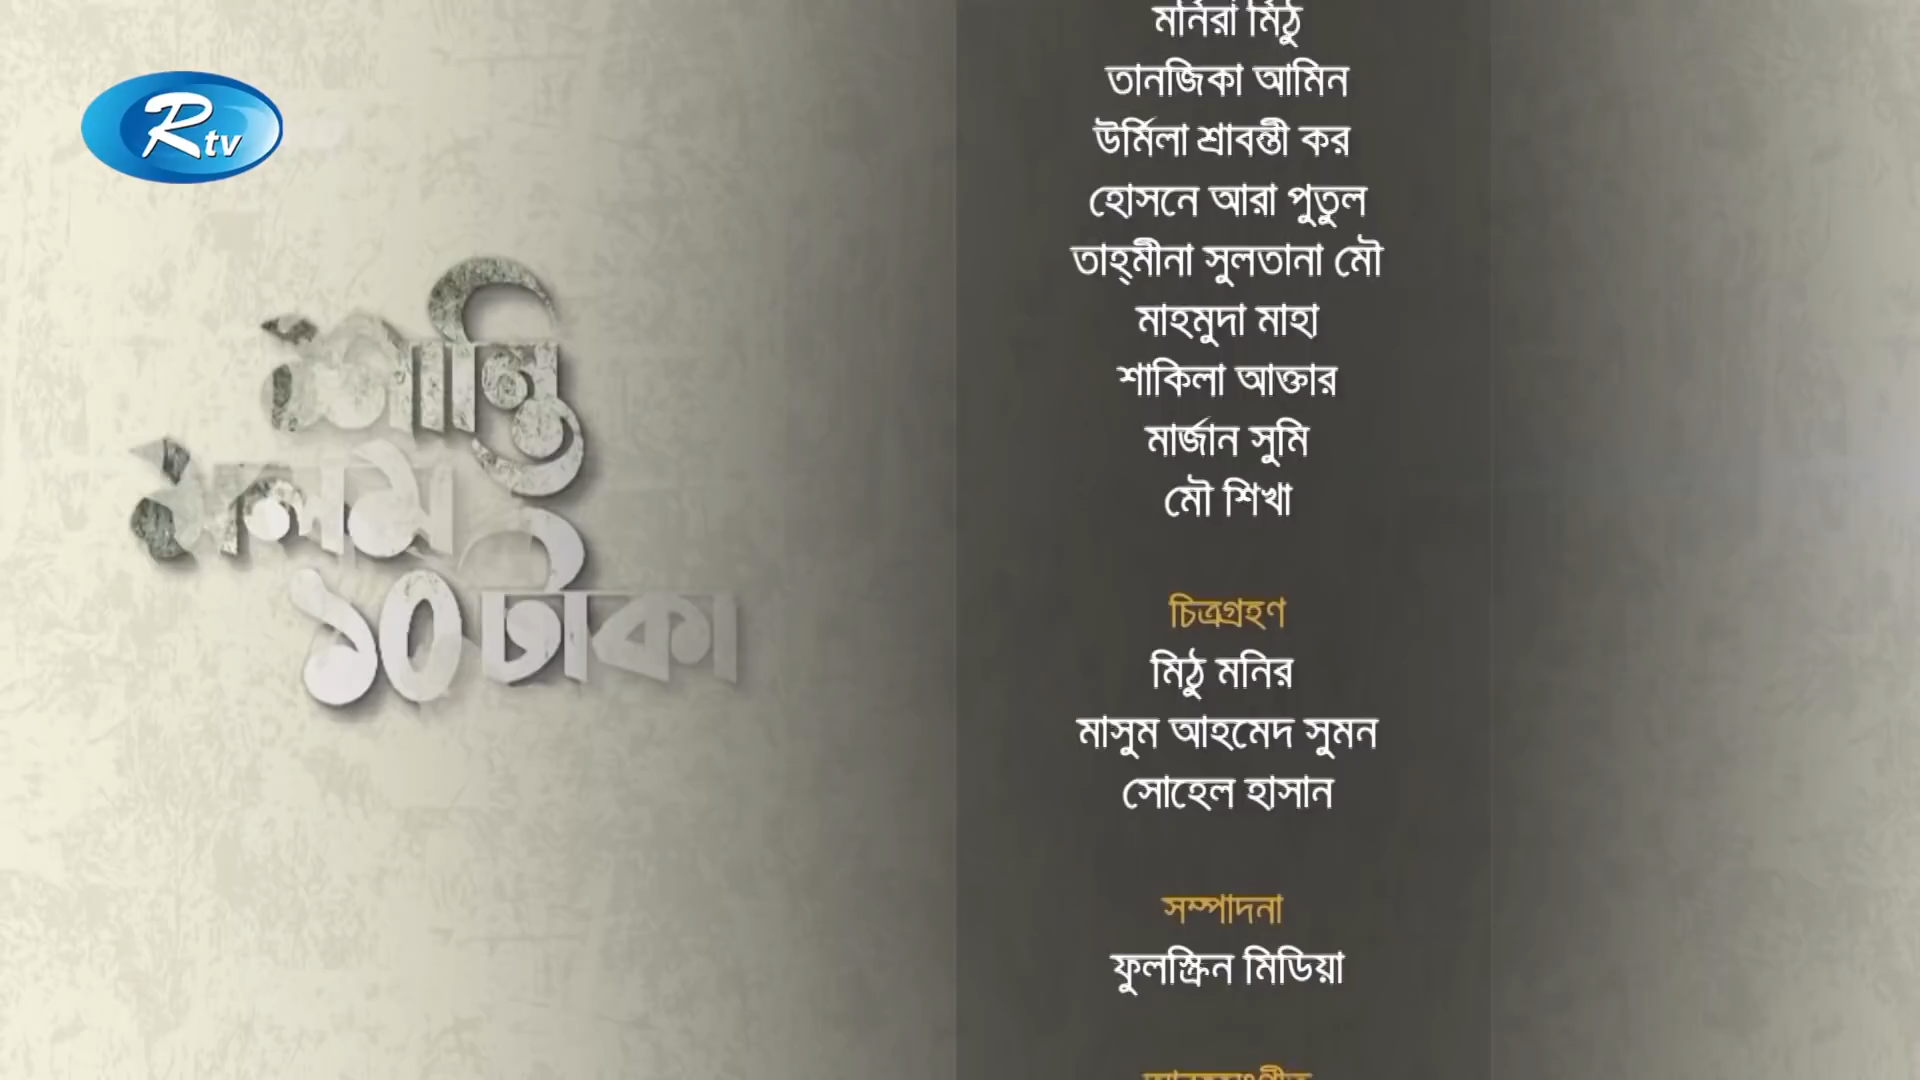 Rtv
শান্তি
মলম
১০ টাকা
মনিরা মিঠু
তানজিকা আমিন
উর্মিলা শ্রাবন্তী কর
হোসনে আরা পুতুল
তাহ্মীনা সুলতানা মৌ
মাহমুদা মাহা
শাকিলা আক্তার
মার্জান সুমি
মৌ শিখা
চিত্রগ্রহণ
মিঠু মনির
মাসুম আহমেদ সুমন
সোহেল হাসান
সম্পাদনা
ফুলস্ক্রিন মিডিয়া